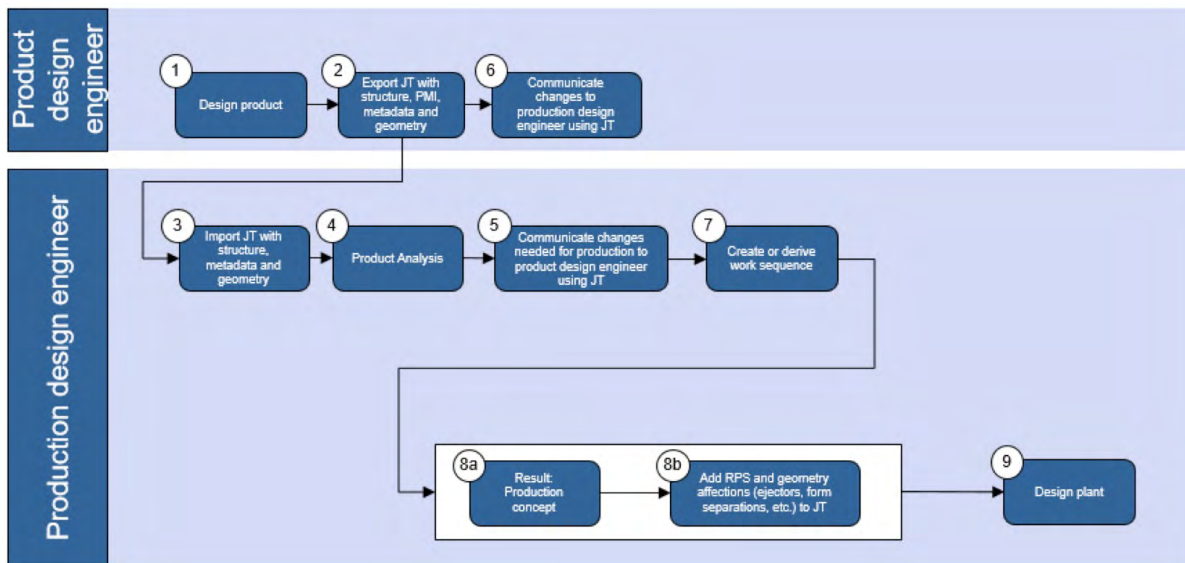 Product
design
engineer
1
Design product
2
Export JT with
structure, PMI,
metadata and
geometry
6
Communicate
changes to
production design
engineer using JT
Production design engineer
3
Import JT with
structure,
metadata and
geometry
4
Product Analysis
5
Communicate changes
needed for production to
product design engineer
using JT
7
Create or derive
work sequence
8a
Result:
Production
concept
8b
Add RPS and geometry
affections (ejectors, form
separations, etc.) to JT
9
Design plant